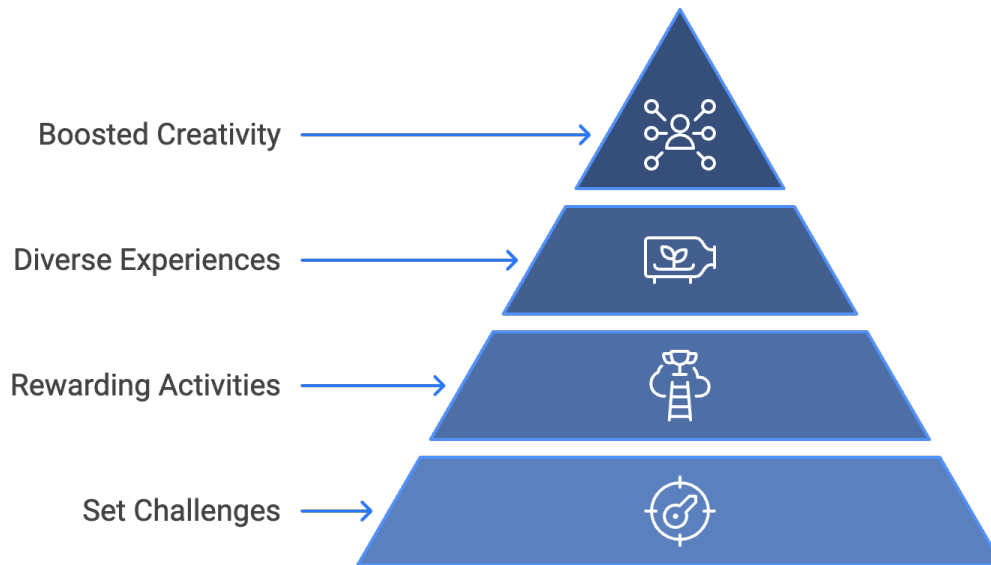 Boosted Creativity
Diverse Experiences
Rewarding Activities
Set Challenges